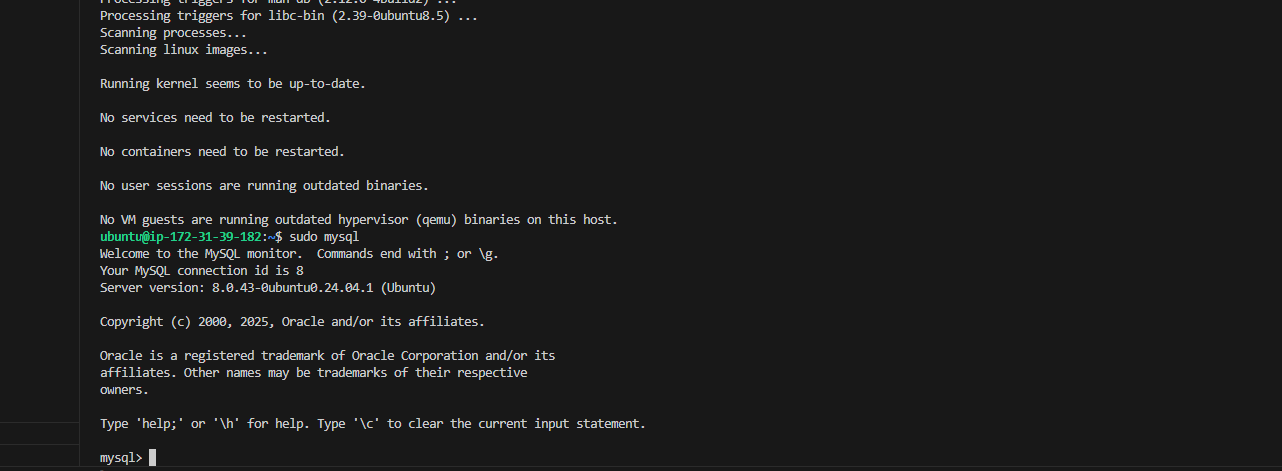 Processing triggers for man-db (2.12.0-4build2) ...
Processing triggers for libc-bin (2.39-0ubuntu8.5) ...
Scanning processes...
Scanning linux images...
Running kernel seems to be up-to-date.
No services need to be restarted.
No containers need to be restarted.
No user sessions are running outdated binaries.
No VM guests are running outdated hypervisor (qemu) binaries on this host.
ubuntu@ip-172-31-39-182:~$ sudo mysql
Welcome to the MySQL monitor.  Commands end with ; or \g.
Your MySQL connection id is 8
Server version: 8.0.43-0ubuntu0.24.04.1 (Ubuntu)
Copyright (c) 2000, 2025, Oracle and/or its affiliates.
Oracle is a registered trademark of Oracle Corporation and/or its
affiliates. Other names may be trademarks of their respective
owners.
Type 'help;' or '\h' for help. Type '\c' to clear the current input statement.
mysql>